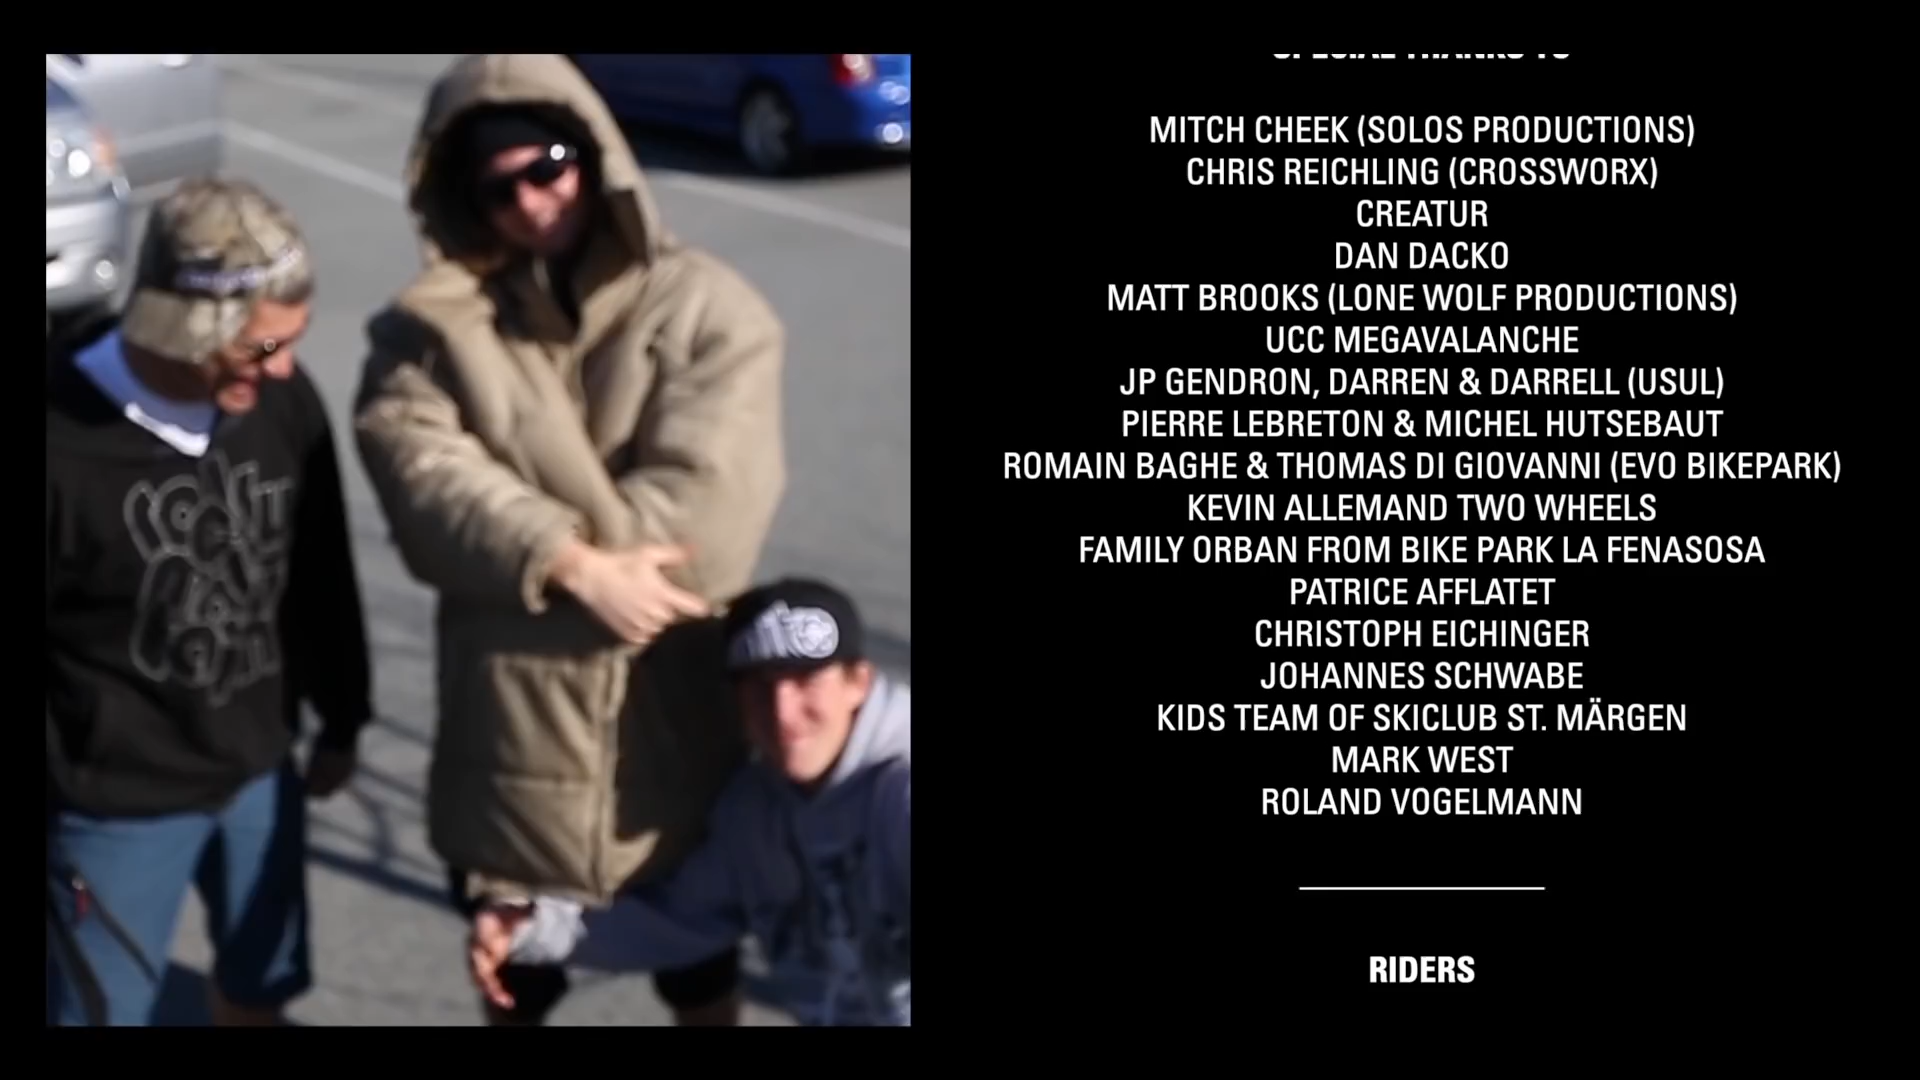 SPECIAL THANKS TO
MITCH CHEEK (SOLOS PRODUCTIONS)
CHRIS REICHLING (CROSSWORX)
CREATUR
DAN DACKO
MATT BROOKS (LONE WOLF PRODUCTIONS)
UCC MEGAVALANCHE
JP GENDRON, DARREN & DARRELL (USUL)
PIERRE LEBRETON & MICHEL HUTSEBAUT
ROMAIN BAGHE & THOMAS DI GIOVANNI (EVO BIKEPARK)
KEVIN ALLEMAND TWO WHEELS
FAMILY ORBAN FROM BIKE PARK LA FENASOSA
PATRICE AFFLATET
CHRISTOPH EICHINGER
JOHANNES SCHWABE
KIDS TEAM OF SKICLUB ST. MÄRGEN
MARK WEST
ROLAND VOGELMANN
RIDERS